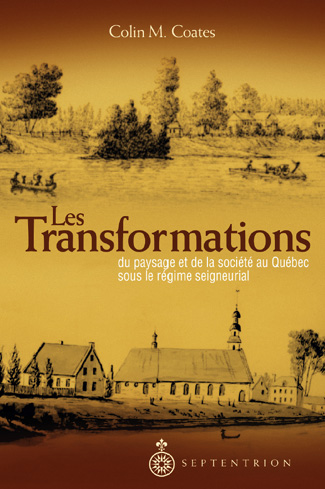 Colin M. Coates
Les
Transformations
du paysage et de la société au Québec
sous le régime seigneurial
SEPTENTRION